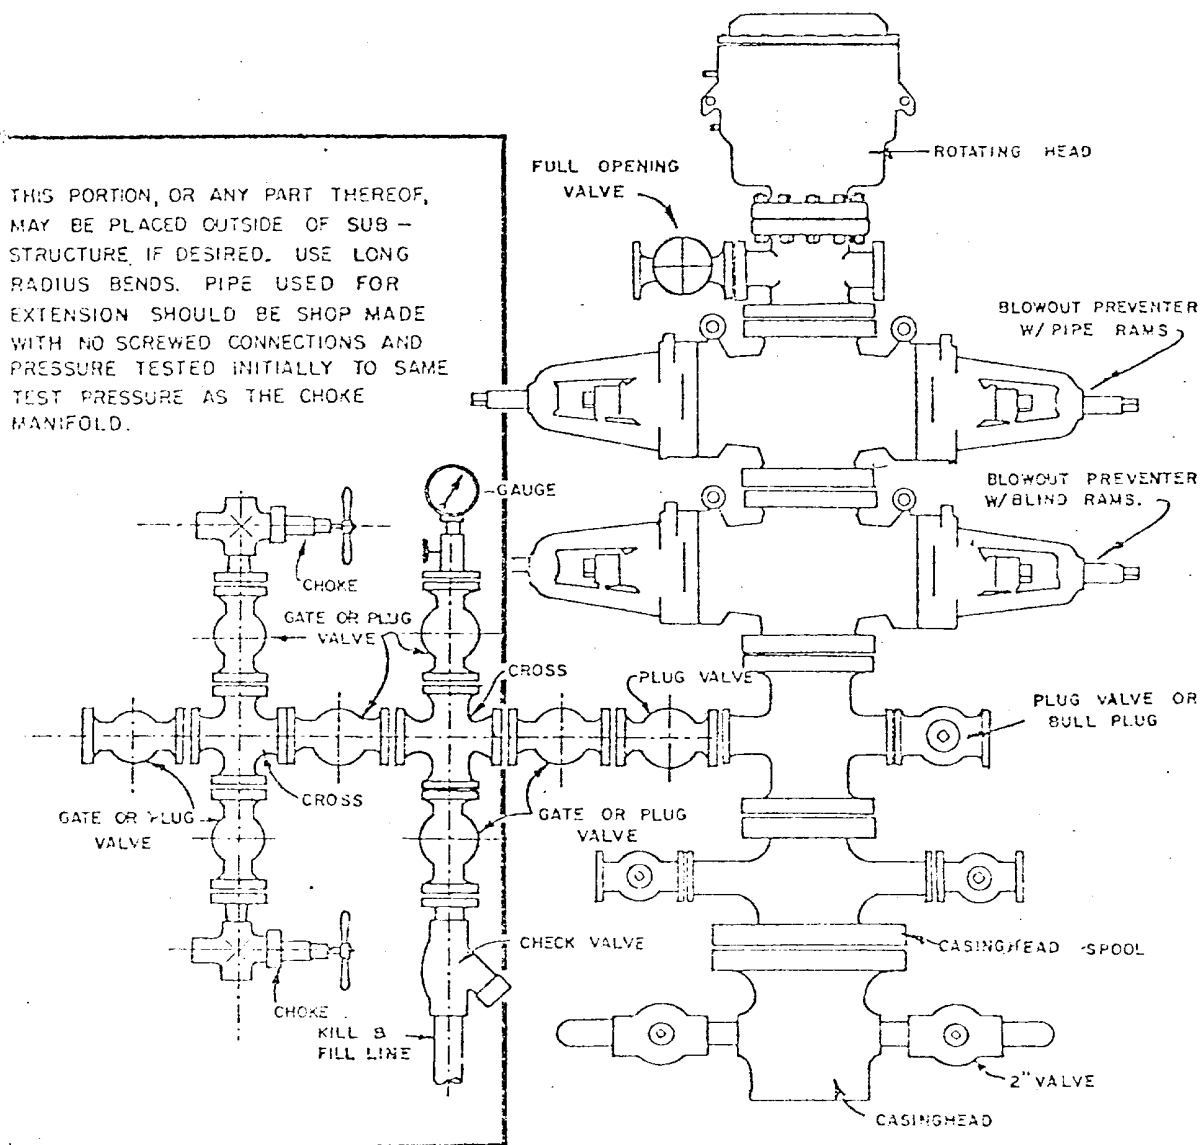 THIS PORTION, OR ANY PART THEREOF,
MAY BE PLACED OUTSIDE OF SUB-
STRUCTURE IF DESIRED. USE LONG
RADIUS BENDS. PIPE USED FOR
EXTENSION SHOULD BE SHOP MADE
WITH NO SCREWED CONNECTIONS AND
PRESSURE TESTED INITIALLY TO SAME
TEST PRESSURE AS THE CHOKE
MANIFOLD.
ROTATING HEAD
FULL OPENING
VALVE
BLOWOUT PREVENTER
W/ PIPE RAMS
BLOWOUT PREVENTER
W/ BLIND RAMS.
GAUGE
CHOKE
GATE OR PLUG
VALVE
CROSS
PLUG VALVE
PLUG VALVE OR
BULL PLUG
CROSS
GATE OR PLUG
VALVE
GATE OR PLUG
VALVE
CHECK VALVE
CASINGHEAD SPOOL
CHOKE
KILL &
FILL LINE
2" VALVE
CASINGHEAD